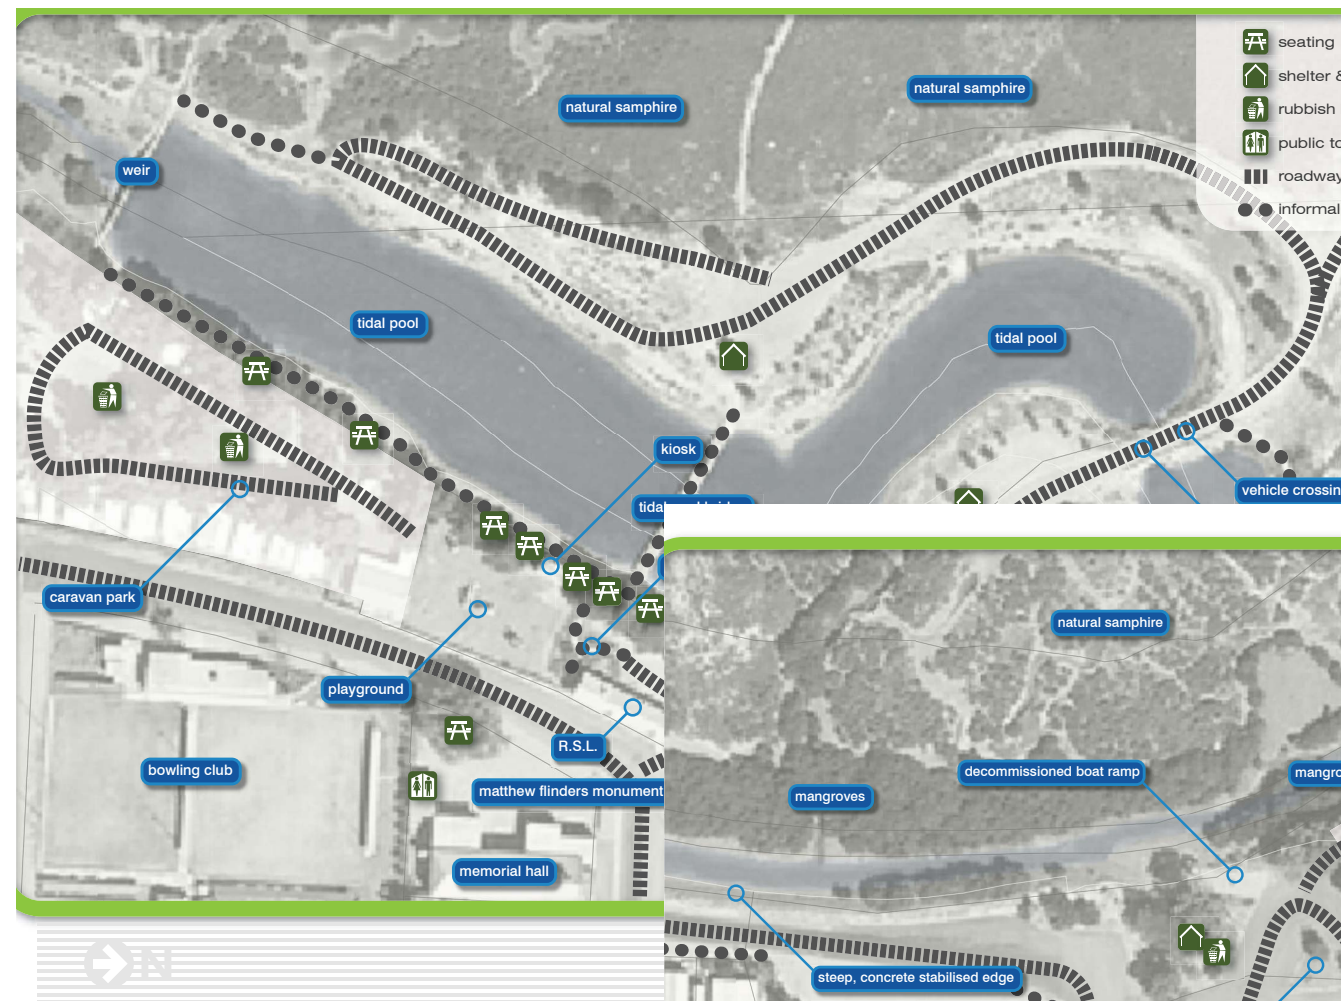 seating
shelter &
rubbish
public
roadway
informal
natural samphire
natural samphire
weir
tidal pool
tidal pool
kiosk
vehicle
caravan park
playground
R.S.L.
bowling club
matthew flinders monument
memorial hall
natural samphire
decommissioned boat ramp
mangroves
steep, concrete stabilised edge
N